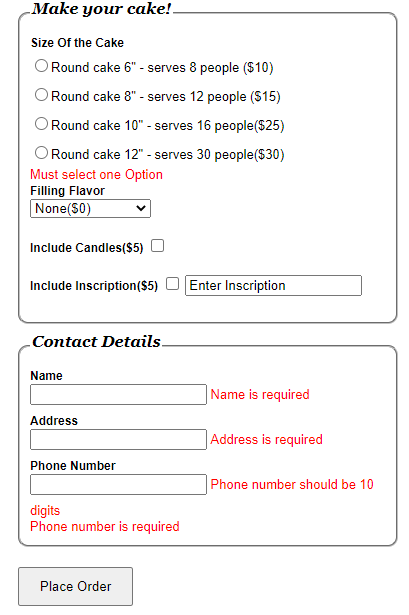 Make your cake!
Size Of the Cake
Round cake 6" - serves 8 people ($10)
Round cake 8" - serves 12 people ($15)
Round cake 10" - serves 16 people($25)
Round cake 12" - serves 30 people($30)
Must select one Option
Filling Flavor
None($0)
Include Candles($5)
Include Inscription($5) Enter Inscription
Contact Details
Name
Name is required
Address
Address is required
Phone Number
Phone number should be 10
digits
Phone number is required
Place Order